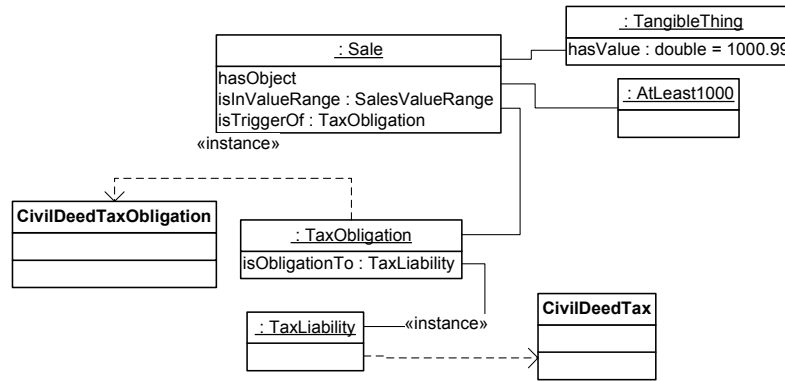 : TangibleThing
hasValue : double = 1000.99
: Sale
hasObject
isInValueRange : SalesValueRange
isTriggerOf : TaxObligation
: AtLeast1000
«instance»
CivilDeedTaxObligation
: TaxObligation
isObligationTo : TaxLiability
CivilDeedTax
: TaxLiability
«instance»